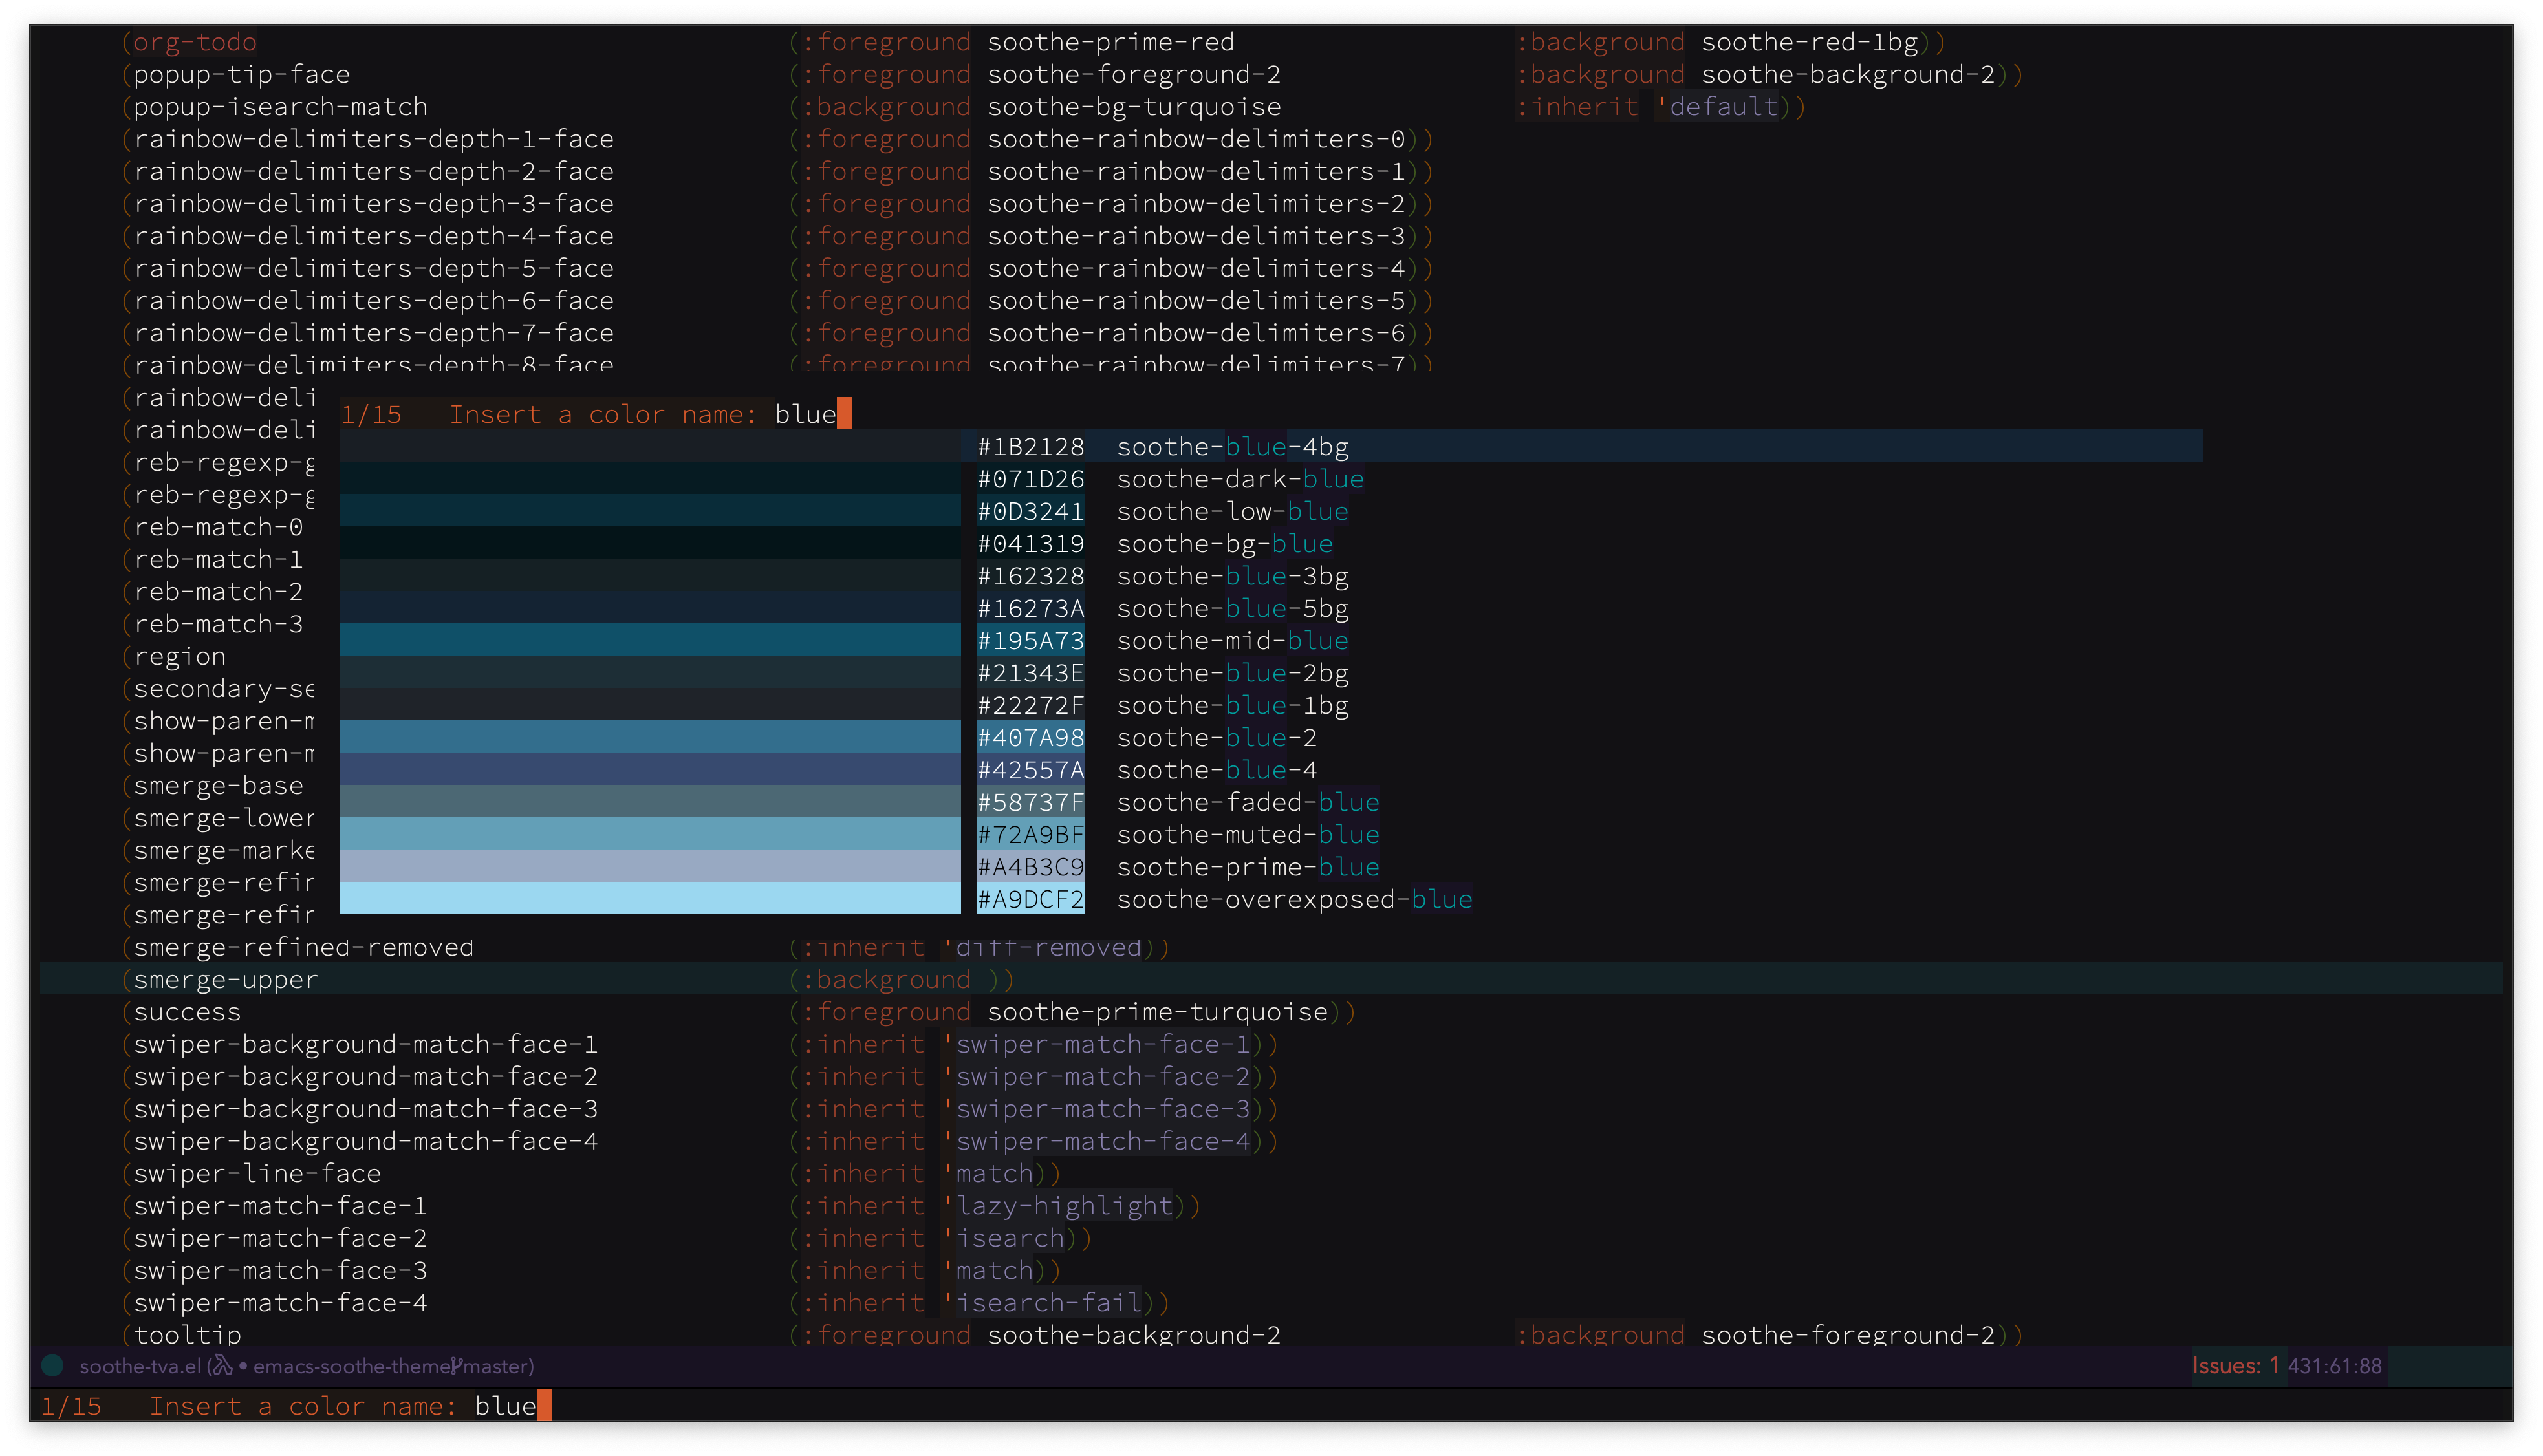 (org-todo (:foreground soothe-prime-red :background soothe-red-1bg))
(popup-tip-face (:foreground soothe-foreground-2 :background soothe-background-2))
(popup-isearch-match (:background soothe-bg-turquoise :inherit 'default))
(rainbow-delimiters-depth-1-face (:foreground soothe-rainbow-delimiters-0))
(rainbow-delimiters-depth-2-face (:foreground soothe-rainbow-delimiters-1))
(rainbow-delimiters-depth-3-face (:foreground soothe-rainbow-delimiters-2))
(rainbow-delimiters-depth-4-face (:foreground soothe-rainbow-delimiters-3))
(rainbow-delimiters-depth-5-face (:foreground soothe-rainbow-delimiters-4))
(rainbow-delimiters-depth-6-face (:foreground soothe-rainbow-delimiters-5))
(rainbow-delimiters-depth-7-face (:foreground soothe-rainbow-delimiters-6))
(rainbow-delimiters-depth-8-face (:foreground soothe-rainbow-delimiters-7))
(rainbow-deli
(rainbow-deli
(reb-regexp-g
(reb-regexp-g
(reb-match-0
(reb-match-1
(reb-match-2
(reb-match-3
(region
(secondary-se
(show-paren-m
(show-paren-m
(smerge-base
(smerge-lower
(smerge-marke
(smerge-refin
(smerge-refin
1/15 Insert a color name: blue
#1B2128 soothe-blue-4bg
#071D26 soothe-dark-blue
#0D3241 soothe-low-blue
#041319 soothe-bg-blue
#162328 soothe-blue-3bg
#16273A soothe-blue-5bg
#195A73 soothe-mid-blue
#21343E soothe-blue-2bg
#22272F soothe-blue-1bg
#407A98 soothe-blue-2
#42557A soothe-blue-4
#58737F soothe-faded-blue
#72A9BF soothe-muted-blue
#A4B3C9 soothe-prime-blue
#A9DCF2 soothe-overexposed-blue
(smerge-refined-removed (:inherit 'diff-removed))
(smerge-upper (:background ))
(success (:foreground soothe-prime-turquoise))
(swiper-background-match-face-1 (:inherit 'swiper-match-face-1))
(swiper-background-match-face-2 (:inherit 'swiper-match-face-2))
(swiper-background-match-face-3 (:inherit 'swiper-match-face-3))
(swiper-background-match-face-4 (:inherit 'swiper-match-face-4))
(swiper-line-face (:inherit 'match))
(swiper-match-face-1 (:inherit 'lazy-highlight))
(swiper-match-face-2 (:inherit 'isearch))
(swiper-match-face-3 (:inherit 'match))
(swiper-match-face-4 (:inherit 'isearch-fail))
(tooltip (:foreground soothe-background-2 :background soothe-foreground-2))
soothe-tva.el (λ • emacs-soothe-theme master) Issues: 1 431:61:88
1/15 Insert a color name: blue